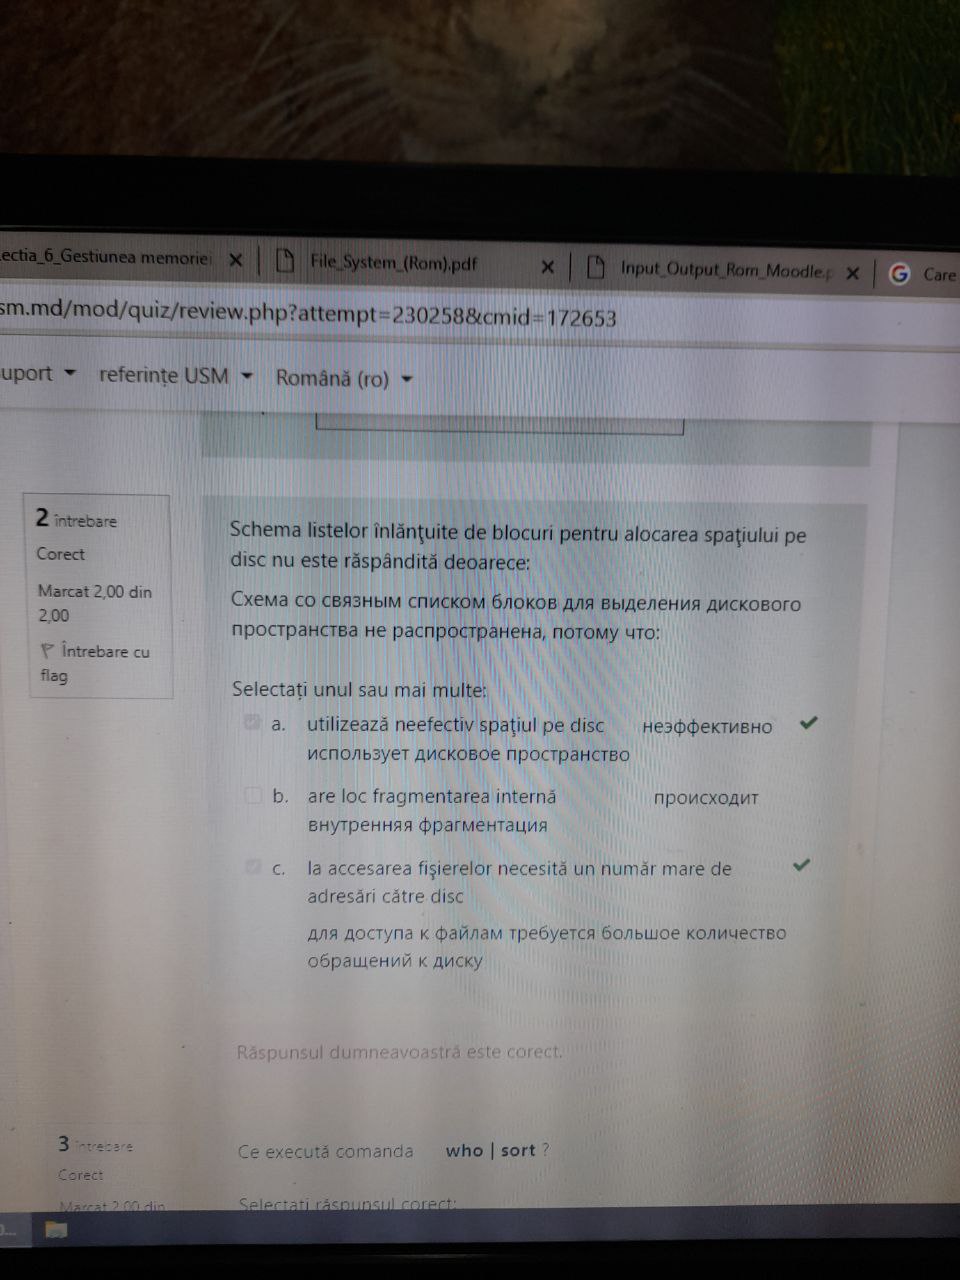 ectia_6_Gestiunea memoriei
File_System_(Rom).pdf
Input_Output_Rom_Moodle.p
Care
sm.md/mod/quiz/review.php?attempt=230258&cmid=172653
uport
referințe USM
Română (ro)
2 întrebare
Corect
Marcat 2,00 din
2,00
Întrebare cu
flag
Schema listelor înlănţuite de blocuri pentru alocarea spaţiului pe
disc nu este răspândită deoarece:
Схема со связным списком блоков для выделения дискового
пространства не распространена, потому что:
Selectați unul sau mai multe:
a. utilizează neefectiv spaţiul pe disc неэффективно
использует дисковое пространство
b. are loc fragmentarea internă происходит
внутренняя фрагментация
c. la accesarea fişierelor necesită un număr mare de
adresări către disc
для доступа к файлам требуется большое количество
обращений к диску
Răspunsul dumneavoastră este corect.
3 întrebare
Corect
Marcat 2,00 din
Ce execută comanda who | sort ?
Selectați răspunsul corect: